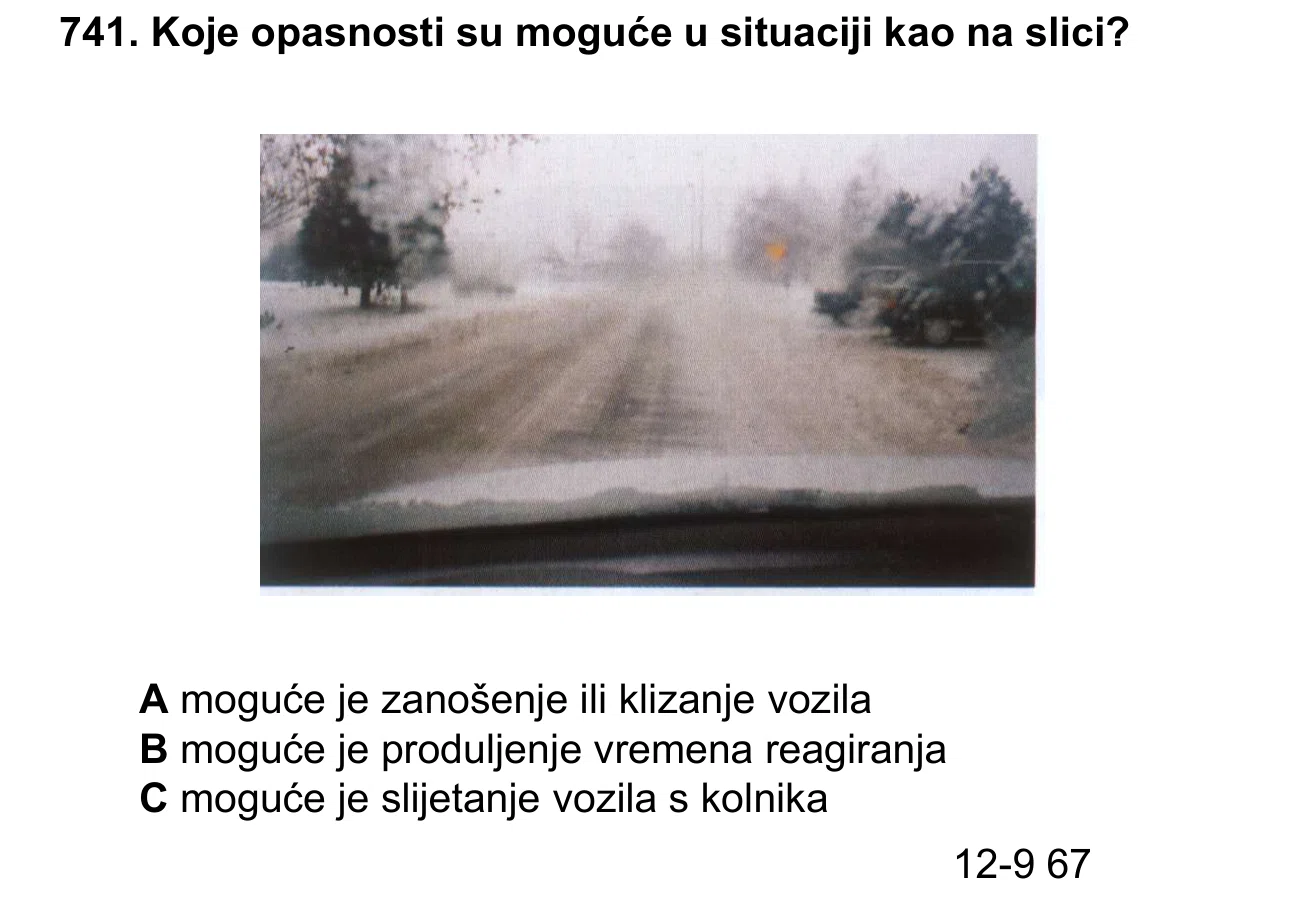 741. Koje opasnosti su moguće u situaciji kao na slici?
A moguće je zanošenje ili klizanje vozila
B moguće je produljenje vremena reagiranja
C moguće je slijetanje vozila s kolnika
12-9 67